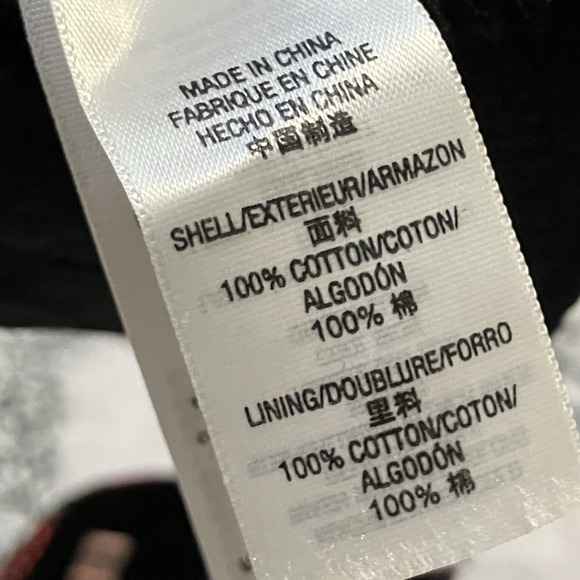 MADE IN CHINA
FABRIQUE EN CHINE
HECHO EN CHINA
中国制造
SHELL/EXTERIEUR/ARMAZON
面料
100% COTTON/COTON/
ALGODÓN
100% 棉
LINING/DOUBLURE/FORRO
里料
100% COTTON/COTON/
ALGODÓN
100% 棉